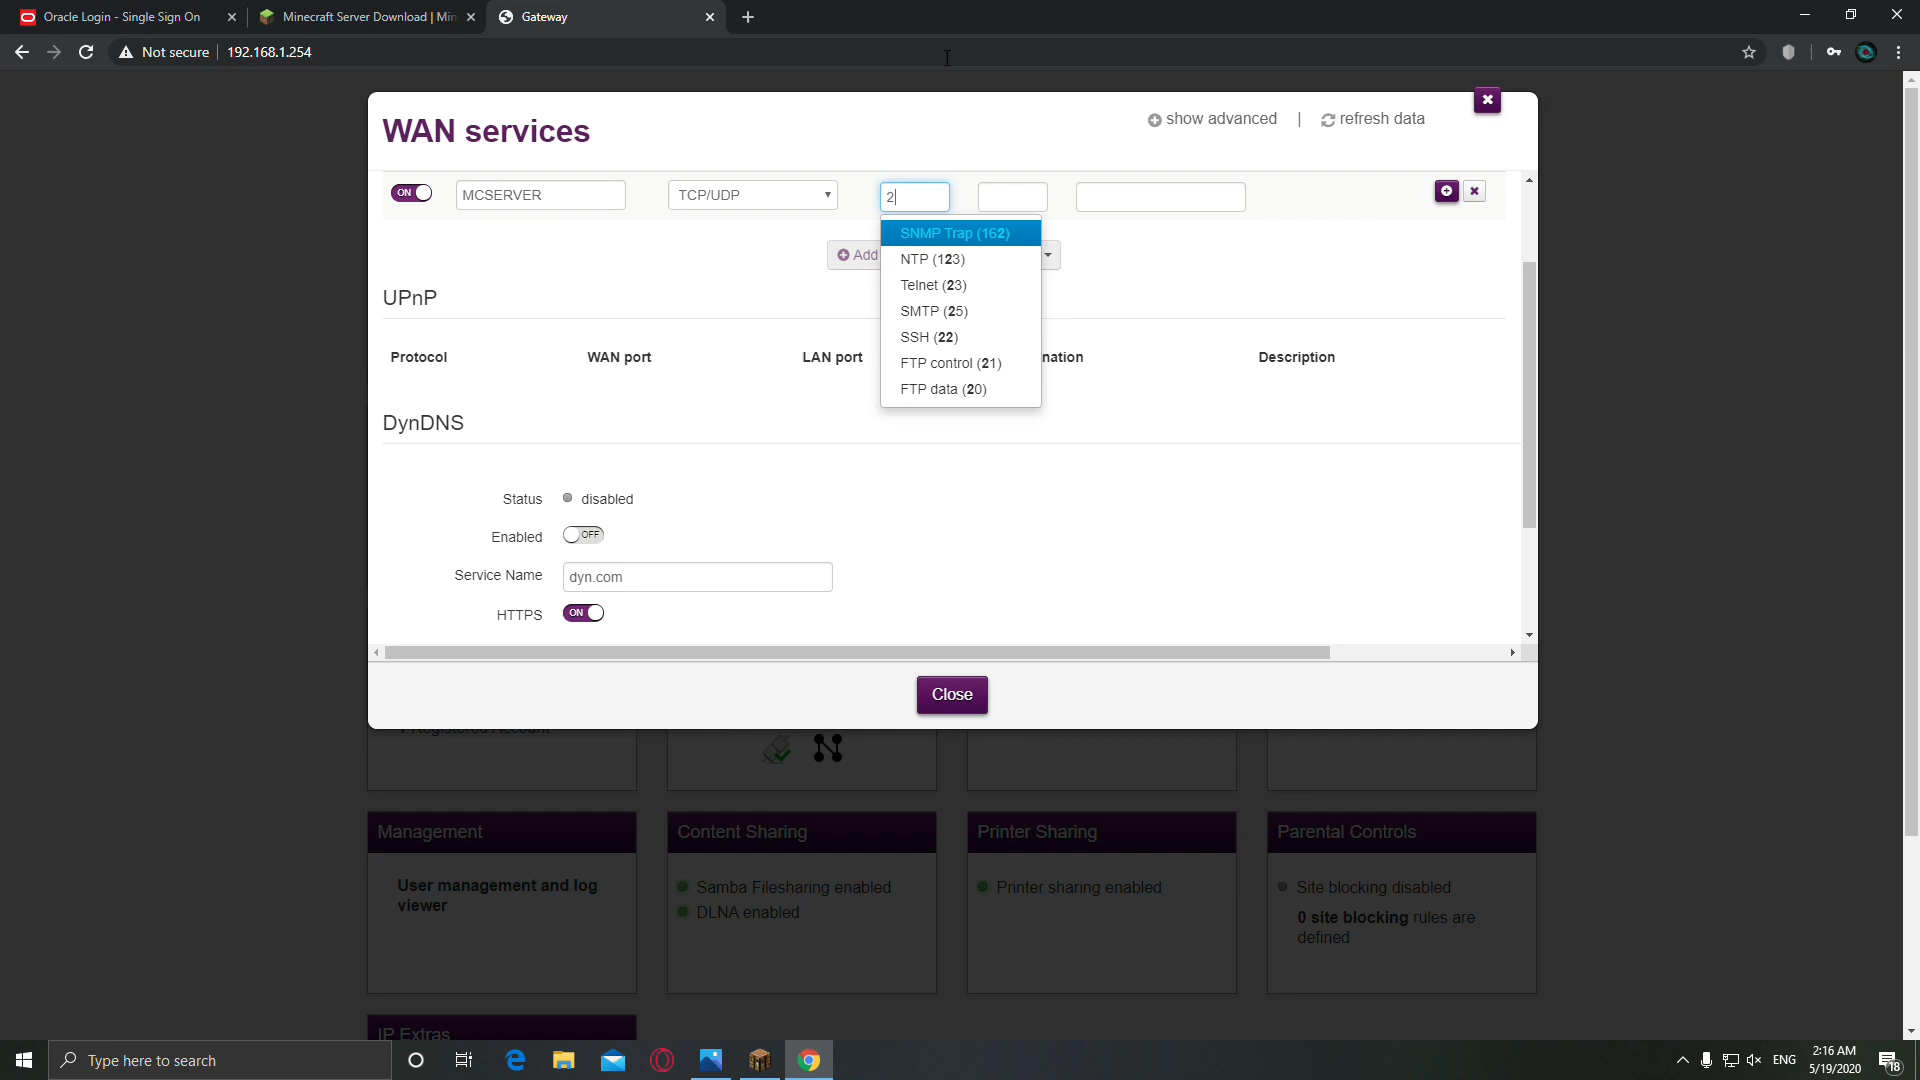 Oracle Login - Single Sign On
Minecraft Server Download | Min
Gateway
Not secure
192.168.1.254
WAN services
show advanced | refresh data
ON
MCSERVER
TCP/UDP
2
SNMP Trap (162)
NTP (123)
Telnet (23)
SMTP (25)
SSH (22)
FTP control (21)
FTP data (20)
Add
UPnP
Protocol
WAN port
LAN port
nation
Description
DynDNS
Status
disabled
Enabled
OFF
Service Name
dyn.com
HTTPS
ON
Close
Management
Content Sharing
Printer Sharing
Parental Controls
User management and log
viewer
Samba Filesharing enabled
DLNA enabled
Printer sharing enabled
Site blocking disabled
0 site blocking rules are
defined
IP Extras
Type here to search
ENG
2:16 AM
5/19/2020
18